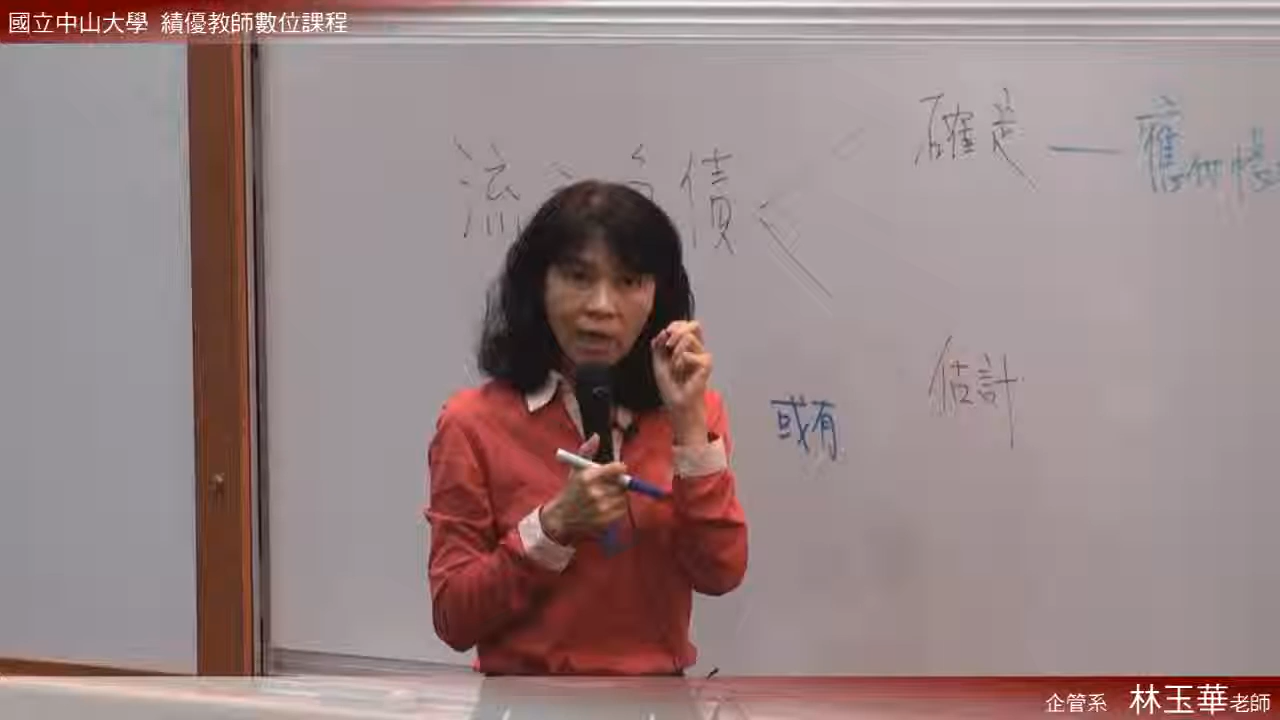 國立中山大學 績優教師數位課程
流 負債
確定 — 應付帳
估計
或有
企管系 林玉華老師